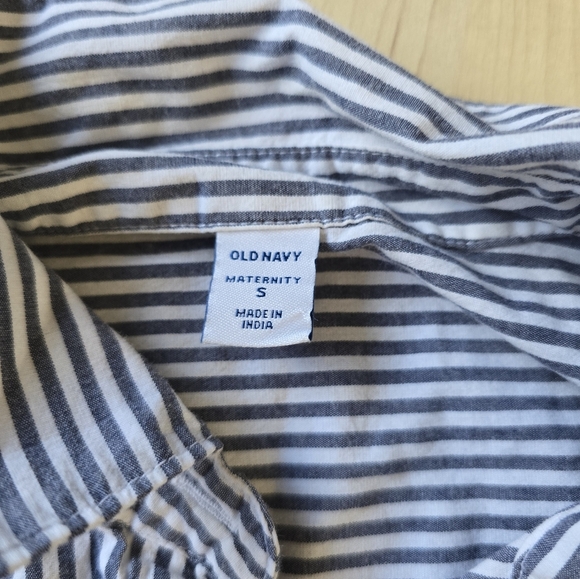 OLD NAVY
MATERNITY
S
MADE IN
INDIA